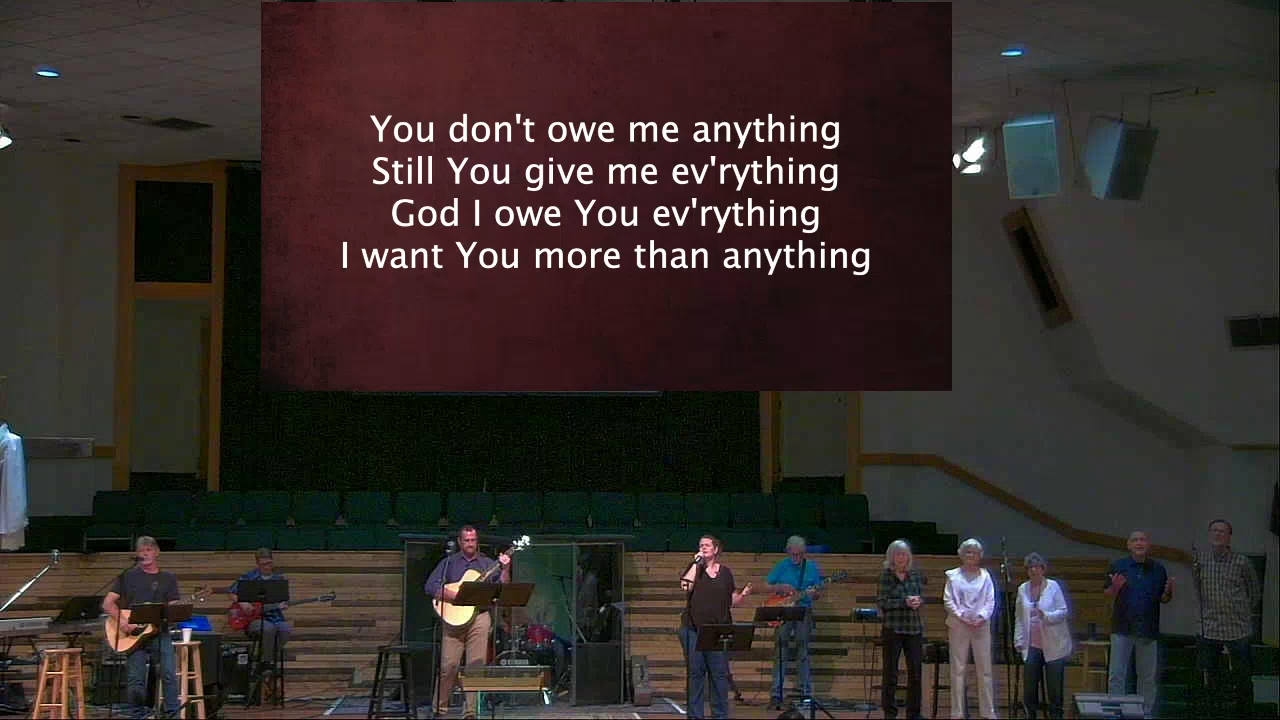 You don't owe me anything
Still You give me ev'rything
God I owe You ev'rything
I want You more than anything